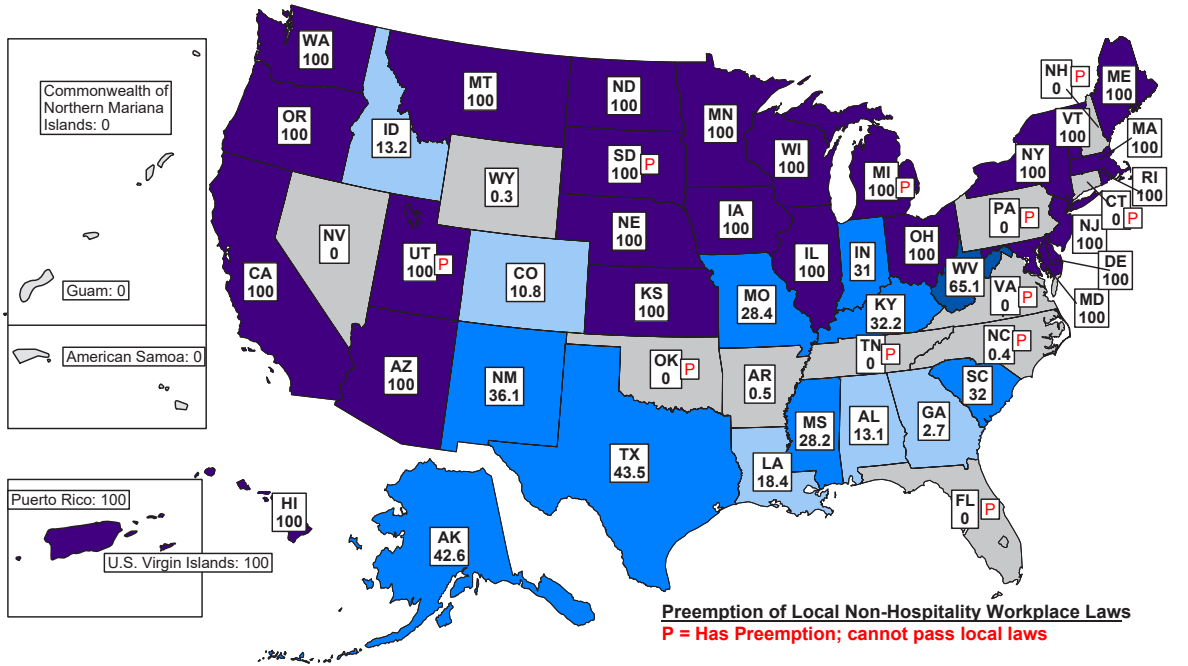 Commonwealth of
Northern Mariana
Islands: 0
Guam: 0
American Samoa: 0
Puerto Rico: 100
U.S. Virgin Islands: 100
WA
100
OR
100
CA
100
ID
13.2
NV
0
MT
100
WY
0.3
UT
100
P
AZ
100
CO
10.8
NM
36.1
ND
100
SD
100
P
NE
100
KS
100
OK
0
P
TX
43.5
MN
100
IA
100
MO
28.4
AR
0.5
LA
18.4
WI
100
IL
100
MI
100
P
IN
31
OH
100
KY
32.2
TN
0
P
MS
28.2
AL
13.1
GA
2.7
FL
0
P
SC
32
NC
0.4
P
VA
0
P
WV
65.1
PA
0
P
NY
100
VT
100
NH
0
P
ME
100
MA
100
RI
100
CT
0
P
NJ
100
DE
100
MD
100
HI
100
AK
42.6
Preemption of Local Non-Hospitality Workplace Laws
P = Has Preemption; cannot pass local laws